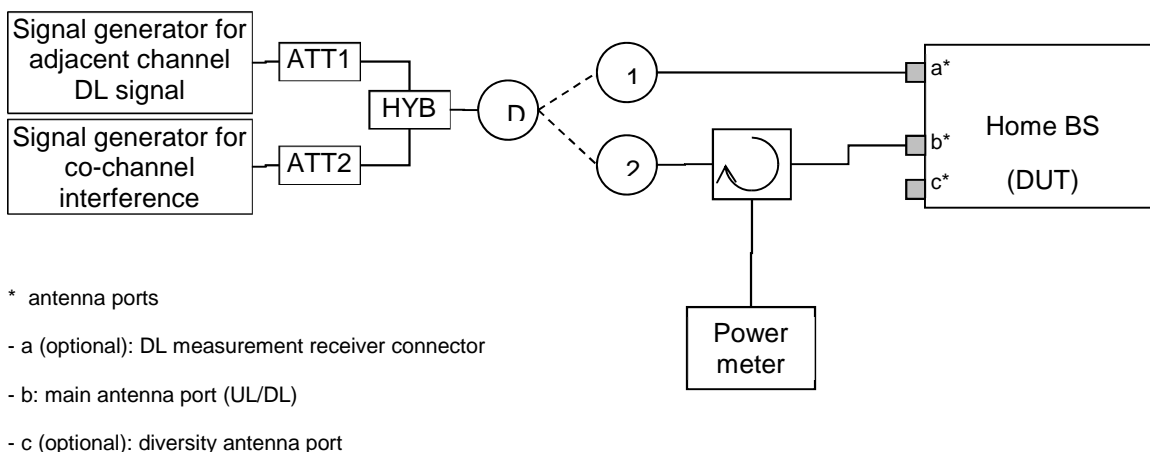 Signal generator for
adjacent channel
DL signal
ATT1
HYB
Signal generator for
co-channel
interference
ATT2
D
1
2
a*
b*
c*
Home BS
(DUT)
Power
meter
* antenna ports
- a (optional): DL measurement receiver connector
- b: main antenna port (UL/DL)
- c (optional): diversity antenna port